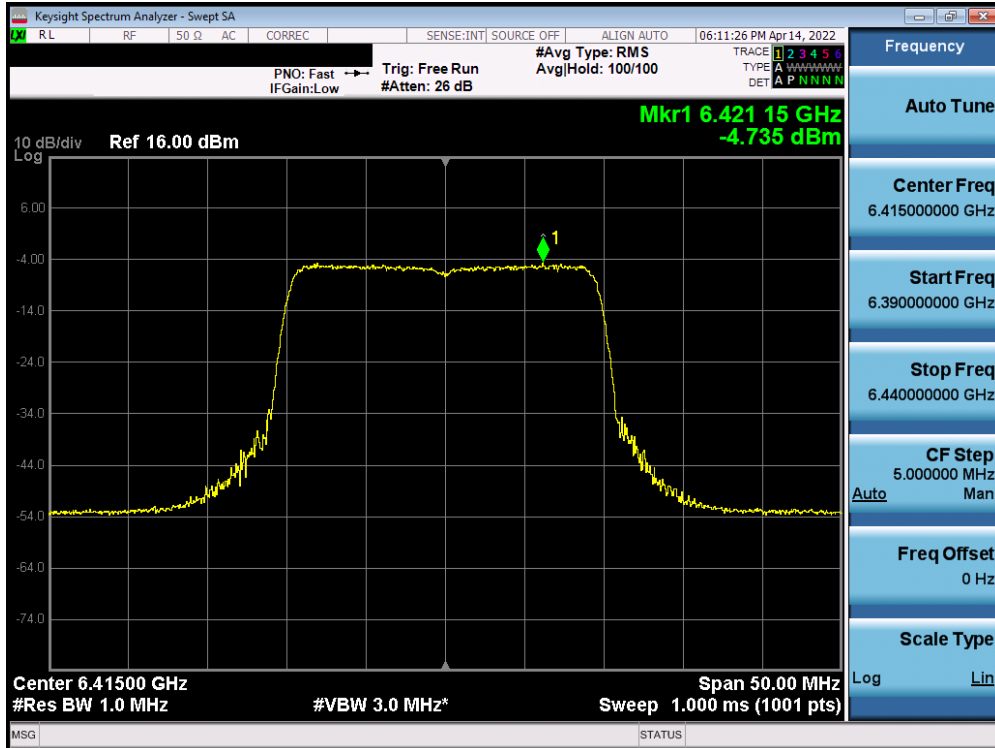 Keysight Spectrum Analyzer - Swept SA
LXI RL RF 50 Ω AC CORREC SENSE:INT SOURCE OFF ALIGN AUTO 06:11:26 PM Apr 14, 2022
PNO: Fast
IFGain:Low
Trig: Free Run
#Atten: 26 dB
#Avg Type: RMS
Avg|Hold: 100/100
TRACE 1 2 3 4 5 6
TYPE A WWWWW
DET A P N N N N
Mkr1 6.421 15 GHz
-4.735 dBm
10 dB/div Ref 16.00 dBm
Log
1
6.00
-4.00
-14.0
-24.0
-34.0
-44.0
-54.0
-64.0
-74.0
Center 6.41500 GHz Span 50.00 MHz
#Res BW 1.0 MHz #VBW 3.0 MHz* Sweep 1.000 ms (1001 pts)
MSG STATUS
Frequency
Auto Tune
Center Freq
6.415000000 GHz
Start Freq
6.390000000 GHz
Stop Freq
6.440000000 GHz
CF Step
5.000000 MHz
Auto Man
Freq Offset
0 Hz
Scale Type
Log Lin